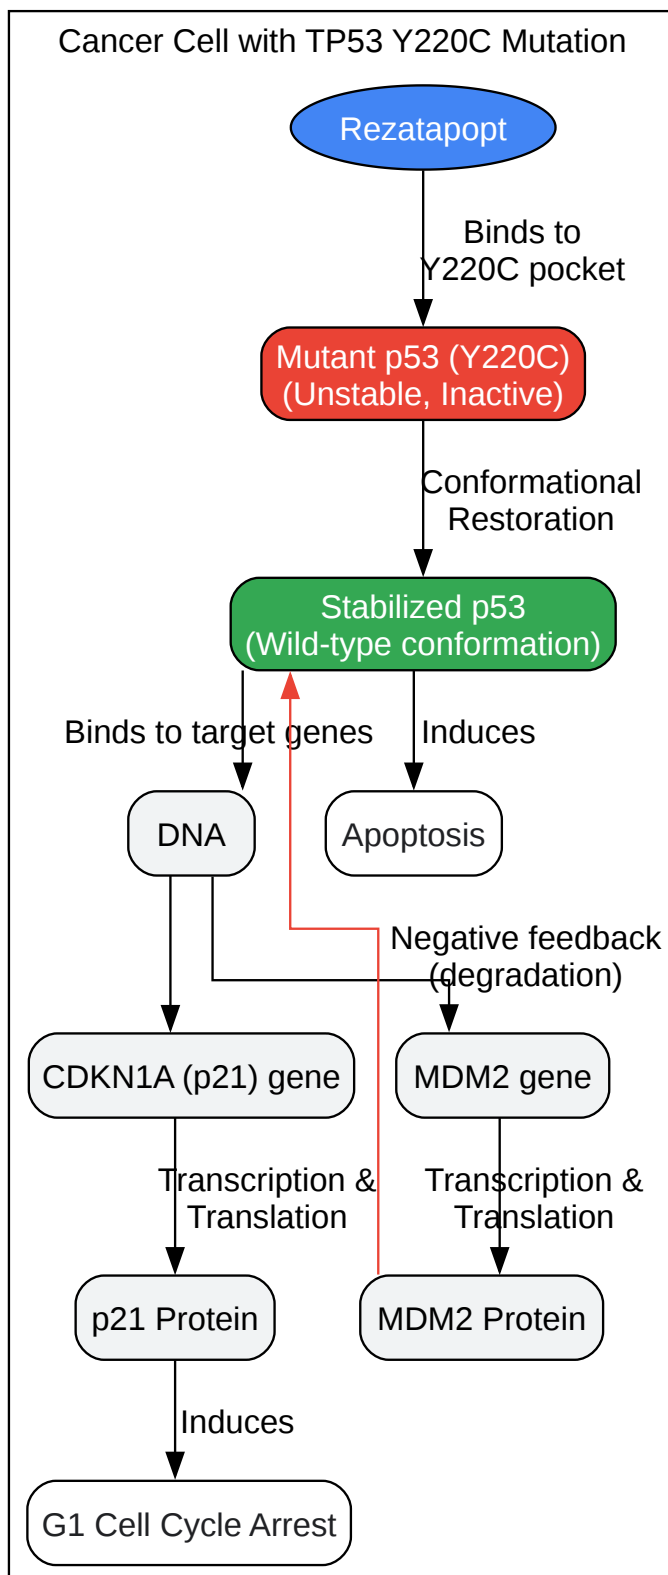 Cancer Cell with TP53 Y220C Mutation
Rezatapopt
Binds to
Y220C pocket
Mutant p53 (Y220C)
(Unstable, Inactive)
Conformational
Restoration
Stabilized p53
(Wild-type conformation)
Binds to target genes
Induces
DNA
Apoptosis
Negative feedback
(degradation)
CDKN1A (p21) gene
MDM2 gene
Transcription &
Translation
Transcription &
Translation
p21 Protein
MDM2 Protein
Induces
G1 Cell Cycle Arrest